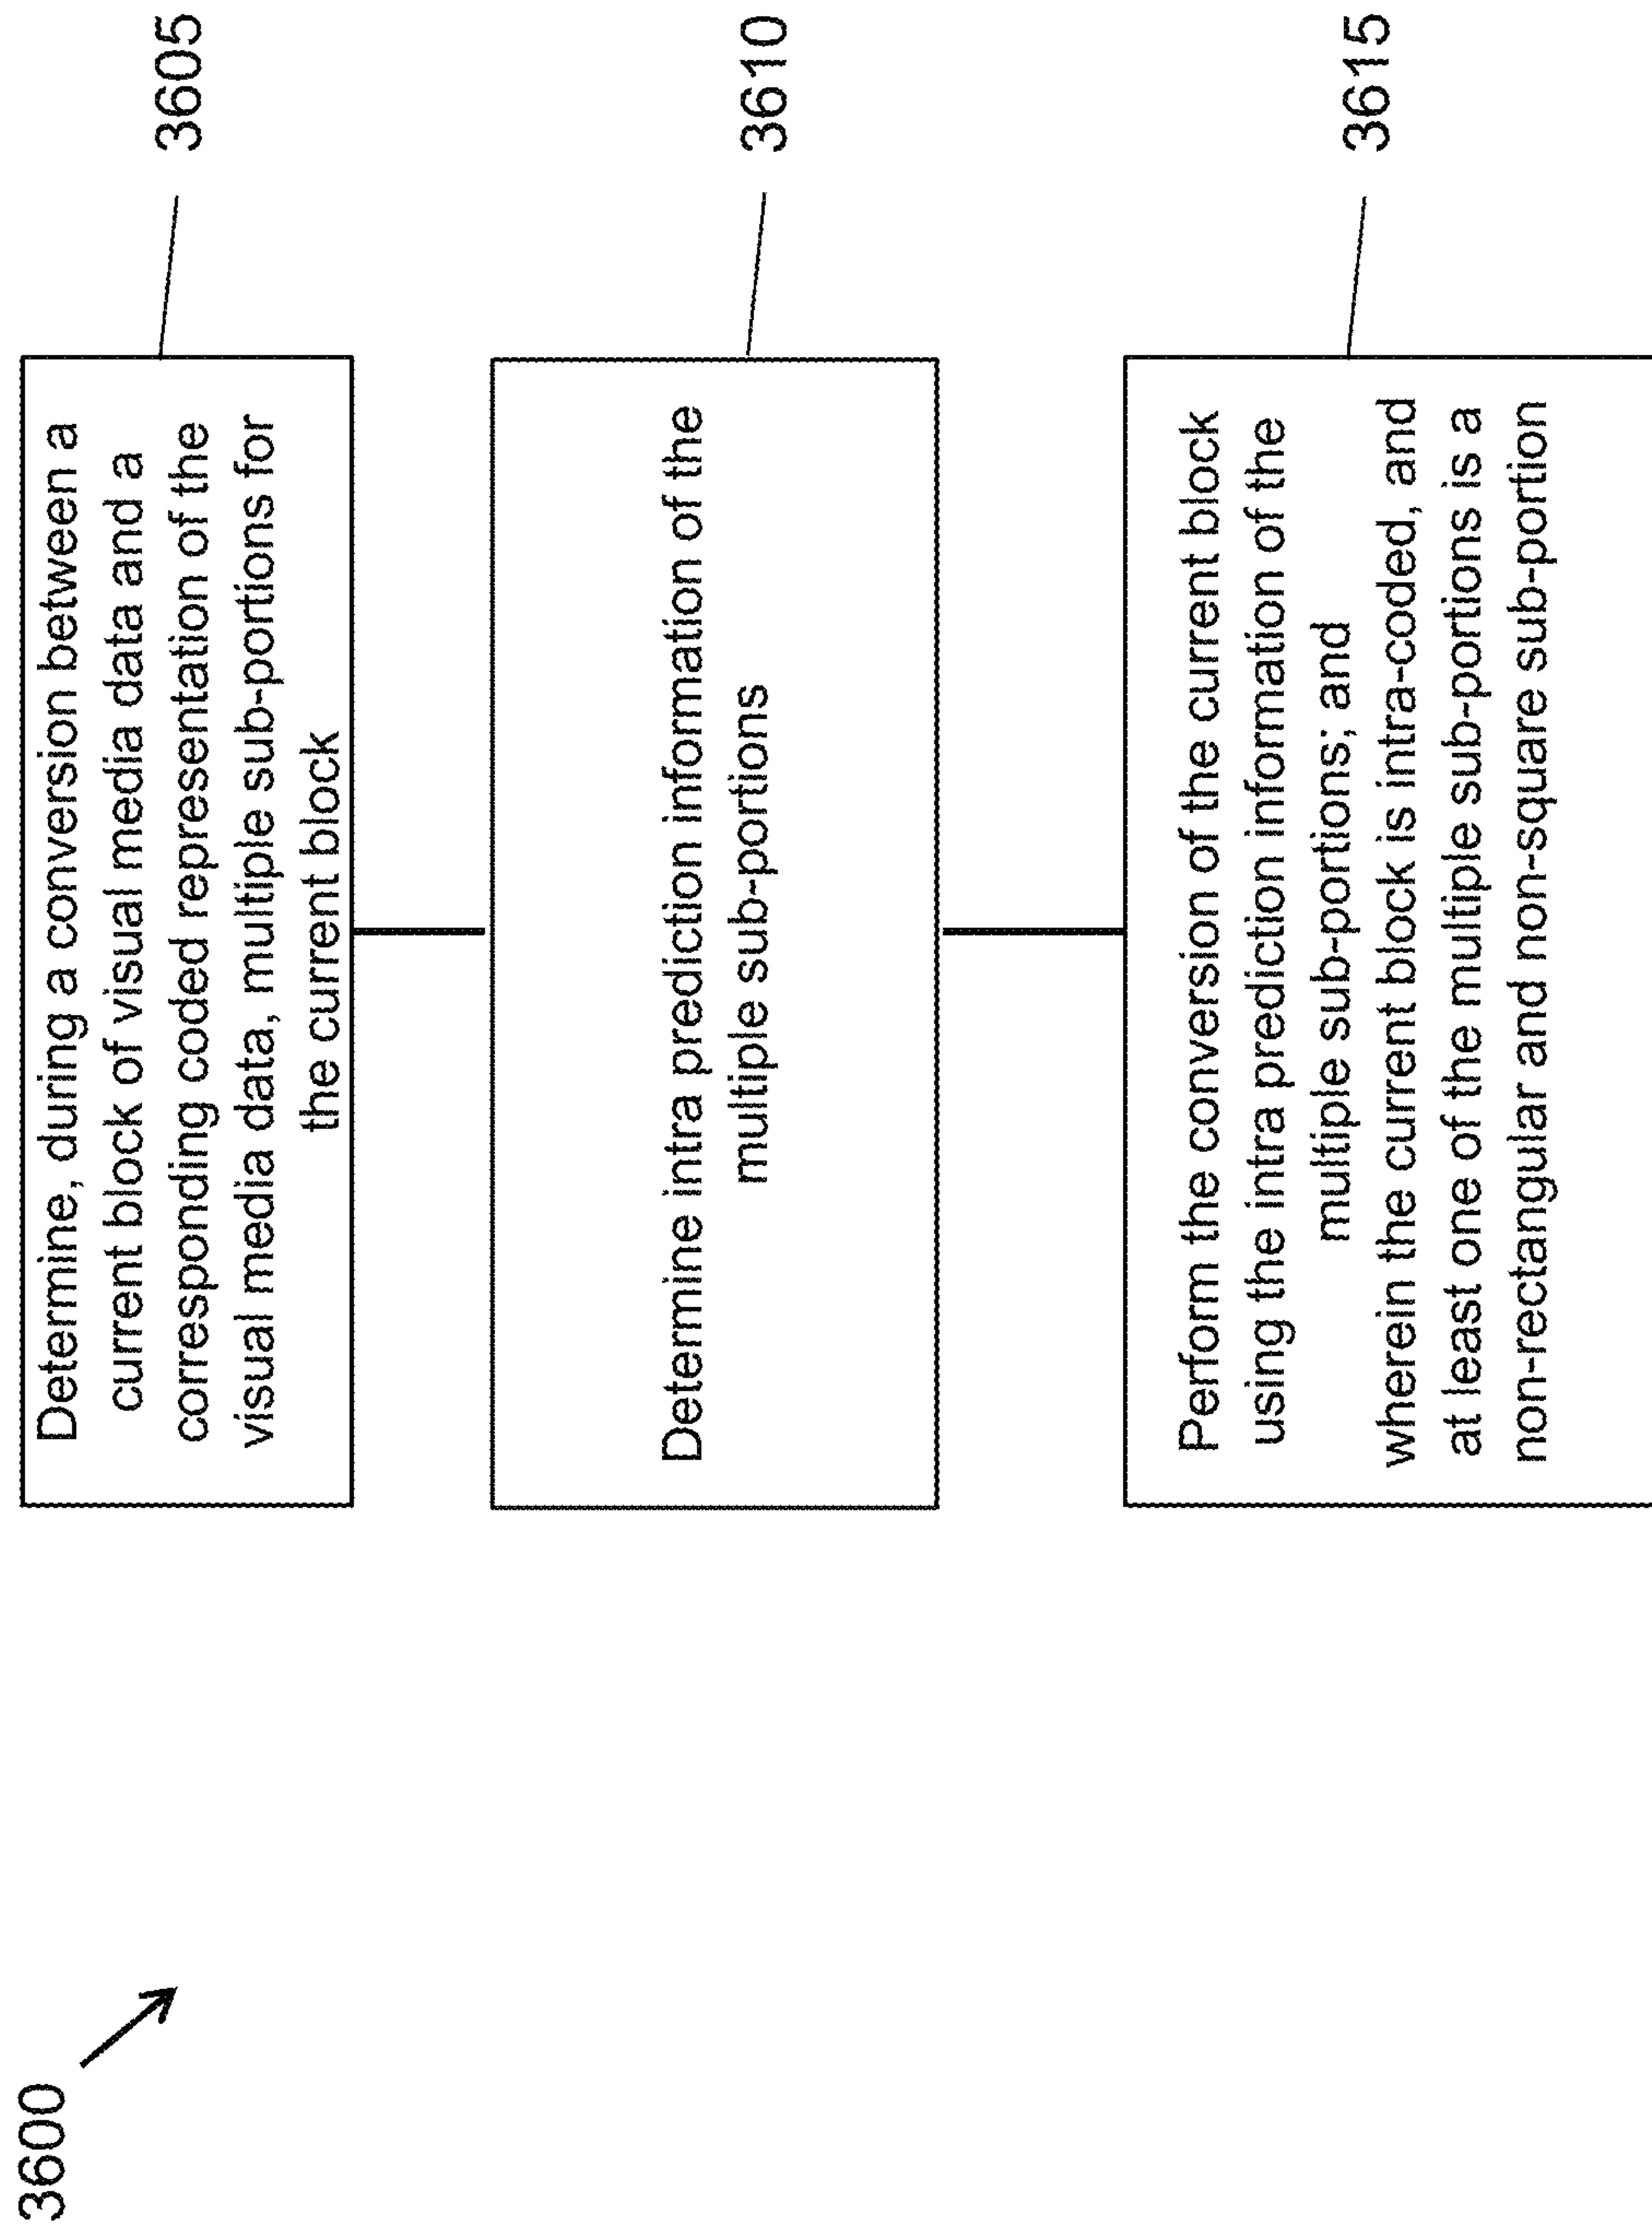 3600
Determine, during a conversion between a
current block of visual media data and a
corresponding coded representation of the
visual media data, multiple sub-portions for
the current block
3605
Determine intra prediction information of the
multiple sub-portions
3610
Perform the conversion of the current block
using the intra prediction information of the
multiple sub-portions; and
wherein the current block is intra-coded, and
at least one of the multiple sub-portions is a
non-rectangular and non-square sub-portion
3615